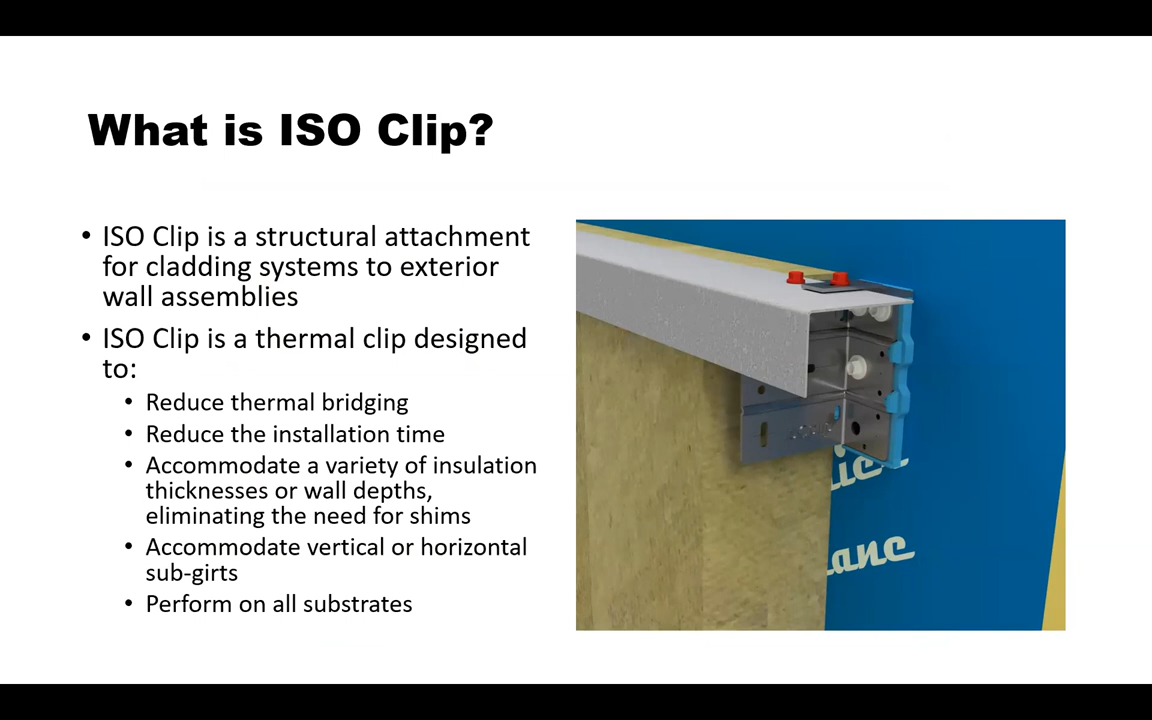 What is ISO Clip?
• ISO Clip is a structural attachment
for cladding systems to exterior
wall assemblies
• ISO Clip is a thermal clip designed
to:
• Reduce thermal bridging
• Reduce the installation time
• Accommodate a variety of insulation
thicknesses or wall depths,
eliminating the need for shims
• Accommodate vertical or horizontal
sub-girts
• Perform on all substrates